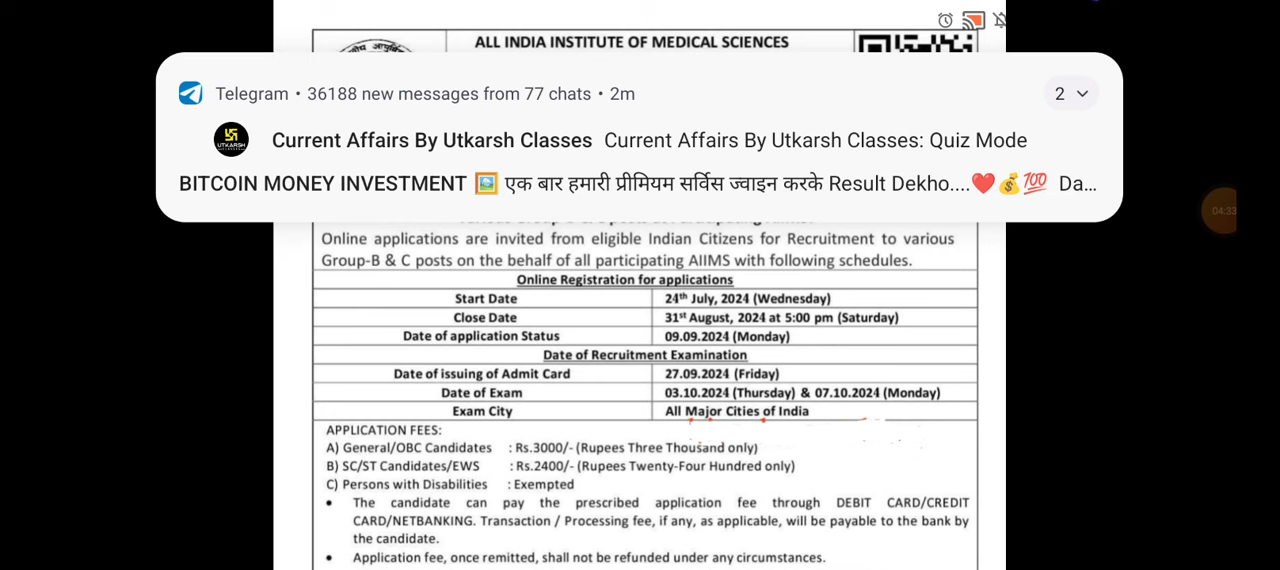 ALL INDIA INSTITUTE OF MEDICAL SCIENCES
Telegram • 36188 new messages from 77 chats • 2m
2
UTKARSH
Current Affairs By Utkarsh Classes Current Affairs By Utkarsh Classes: Quiz Mode
BITCOIN MONEY INVESTMENT 🖼️ एक बार हमारी प्रीमियम सर्विस ज्वाइन करके Result Dekho....❤️💰💯 Da...
04:33
Online applications are invited from eligible Indian Citizens for Recruitment to various
Group-B & C posts on the behalf of all participating AIIMS with following schedules.
Online Registration for applications
Start Date 24th July, 2024 (Wednesday)
Close Date 31st August, 2024 at 5:00 pm (Saturday)
Date of application Status 09.09.2024 (Monday)
Date of Recruitment Examination
Date of issuing of Admit Card 27.09.2024 (Friday)
Date of Exam 03.10.2024 (Thursday) & 07.10.2024 (Monday)
Exam City All Major Cities of India
APPLICATION FEES:
A) General/OBC Candidates : Rs.3000/- (Rupees Three Thousand only)
B) SC/ST Candidates/EWS : Rs.2400/- (Rupees Twenty-Four Hundred only)
C) Persons with Disabilities : Exempted
• The candidate can pay the prescribed application fee through DEBIT CARD/CREDIT
CARD/NETBANKING. Transaction / Processing fee, if any, as applicable, will be payable to the bank by
the candidate.
• Application fee, once remitted, shall not be refunded under any circumstances.